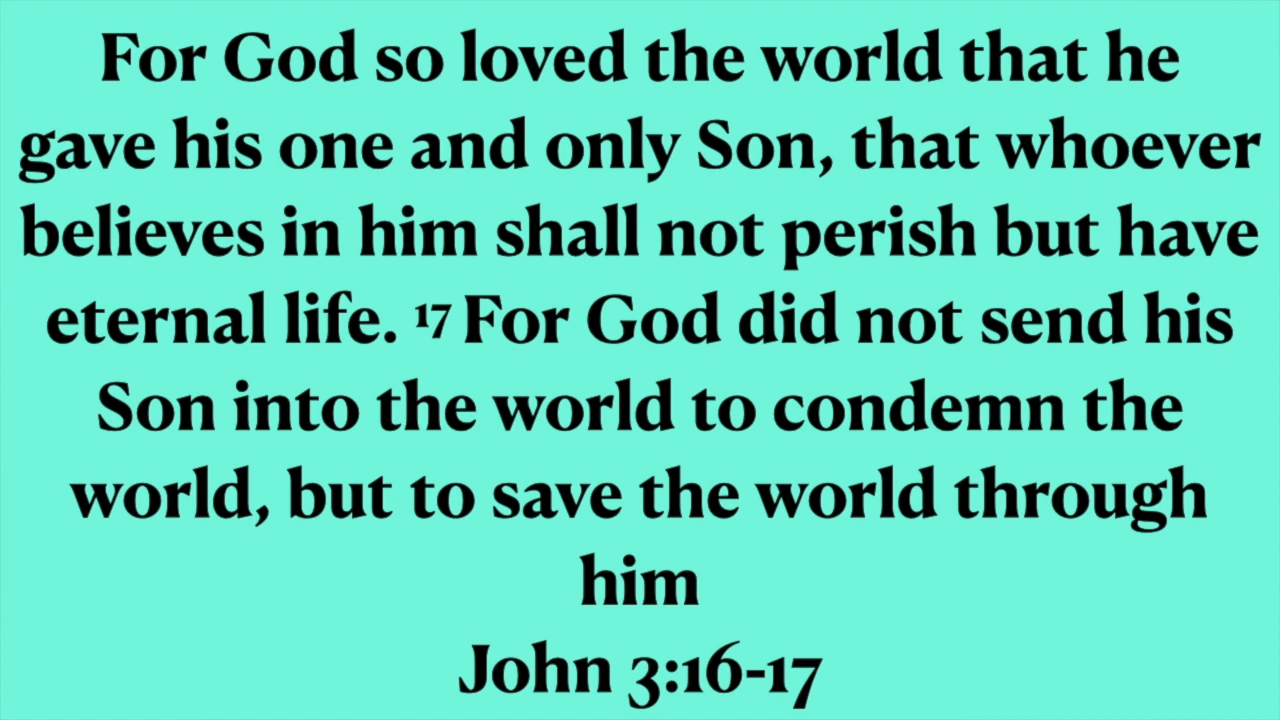 For God so loved the world that he
gave his one and only Son, that whoever
believes in him shall not perish but have
eternal life. ¹⁷ For God did not send his
Son into the world to condemn the
world, but to save the world through
him
John 3:16-17